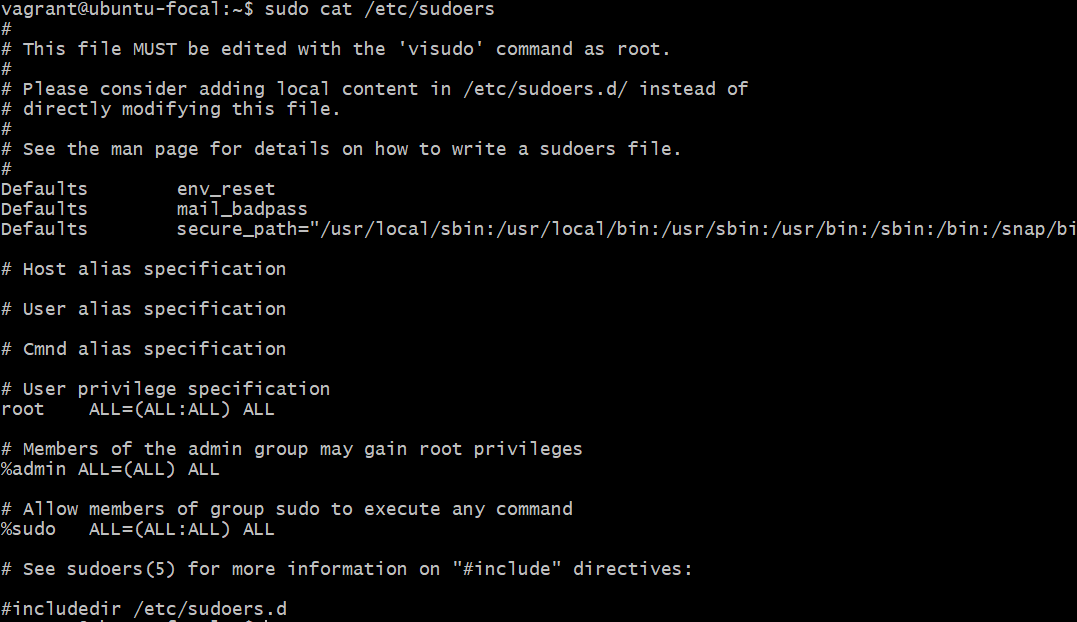 vagrant@ubuntu-focal:~$ sudo cat /etc/sudoers
#
# This file MUST be edited with the 'visudo' command as root.
#
# Please consider adding local content in /etc/sudoers.d/ instead of
# directly modifying this file.
#
# See the man page for details on how to write a sudoers file.
#
Defaults        env_reset
Defaults        mail_badpass
Defaults        secure_path="/usr/local/sbin:/usr/local/bin:/usr/sbin:/usr/bin:/sbin:/bin:/snap/bi
# Host alias specification
# User alias specification
# Cmnd alias specification
# User privilege specification
root    ALL=(ALL:ALL) ALL
# Members of the admin group may gain root privileges
%admin ALL=(ALL) ALL
# Allow members of group sudo to execute any command
%sudo   ALL=(ALL:ALL) ALL
# See sudoers(5) for more information on "#include" directives:
#includedir /etc/sudoers.d